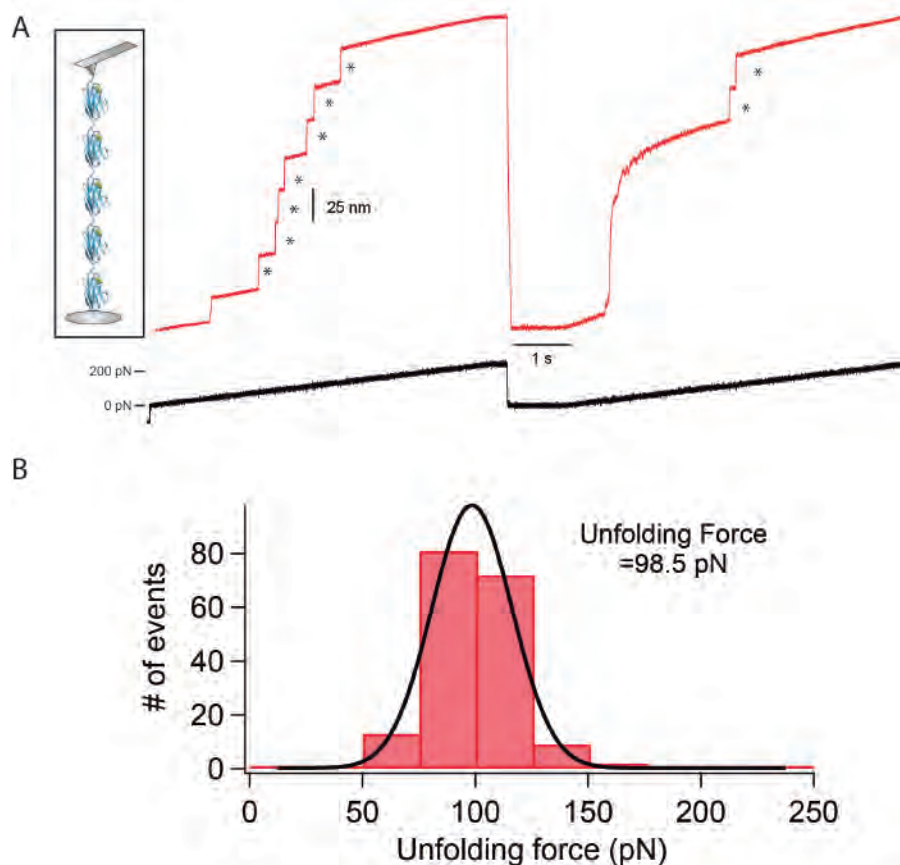 A
*
*
*
*
25 nm
*
*
*
*
*
1 s
200 pN
0 pN
B
Unfolding Force
=98.5 pN
80
60
40
20
0
# of events
0 50 100 150 200 250
Unfolding force (pN)